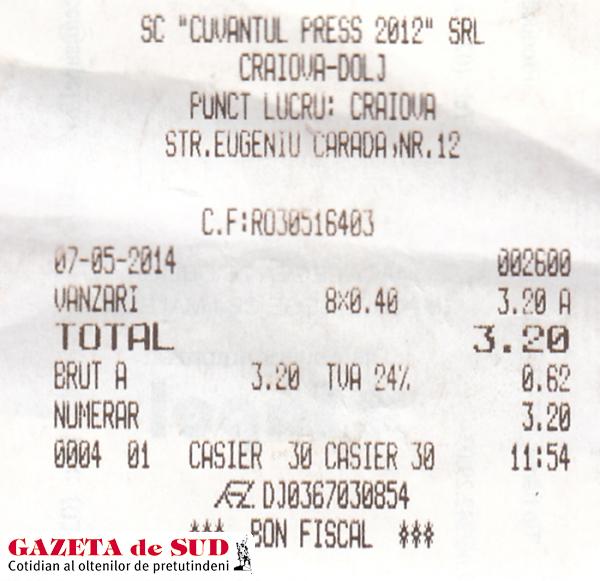 SC "CUVANTUL PRESS 2012" SRL
CRAIOVA-DOLJ
PUNCT LUCRU: CRAIOVA
STR.EUGENIU CARADA,NR.12
C.F:RO30516403
07-05-2014 002600
VANZARI 8X0.40 3.20 A
TOTAL 3.20
BRUT A 3.20 TVA 24% 0.62
NUMERAR 3.20
0004 01 CASIER 30 CASIER 30 11:54
DJ0367030854
*** BON FISCAL ***
GAZETA de SUD
Cotidian al oltenilor de pretutindeni